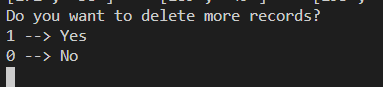 Do you want to delete more records?
1 --> Yes
0 --> No